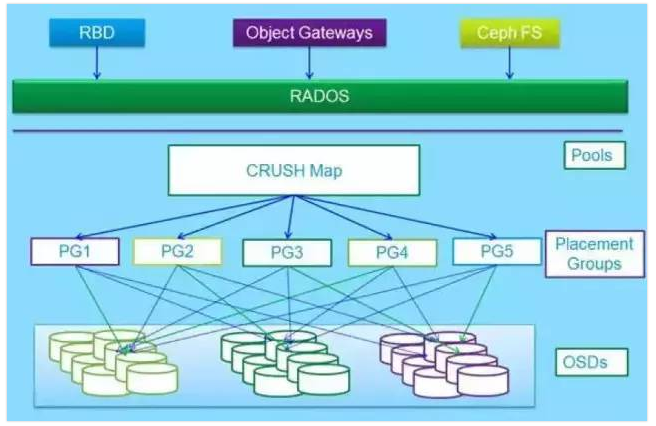 RBD
Object Gateways
Ceph FS
RADOS
Pools
CRUSH Map
PG1
PG2
PG3
PG4
PG5
Placement
Groups
OSDs